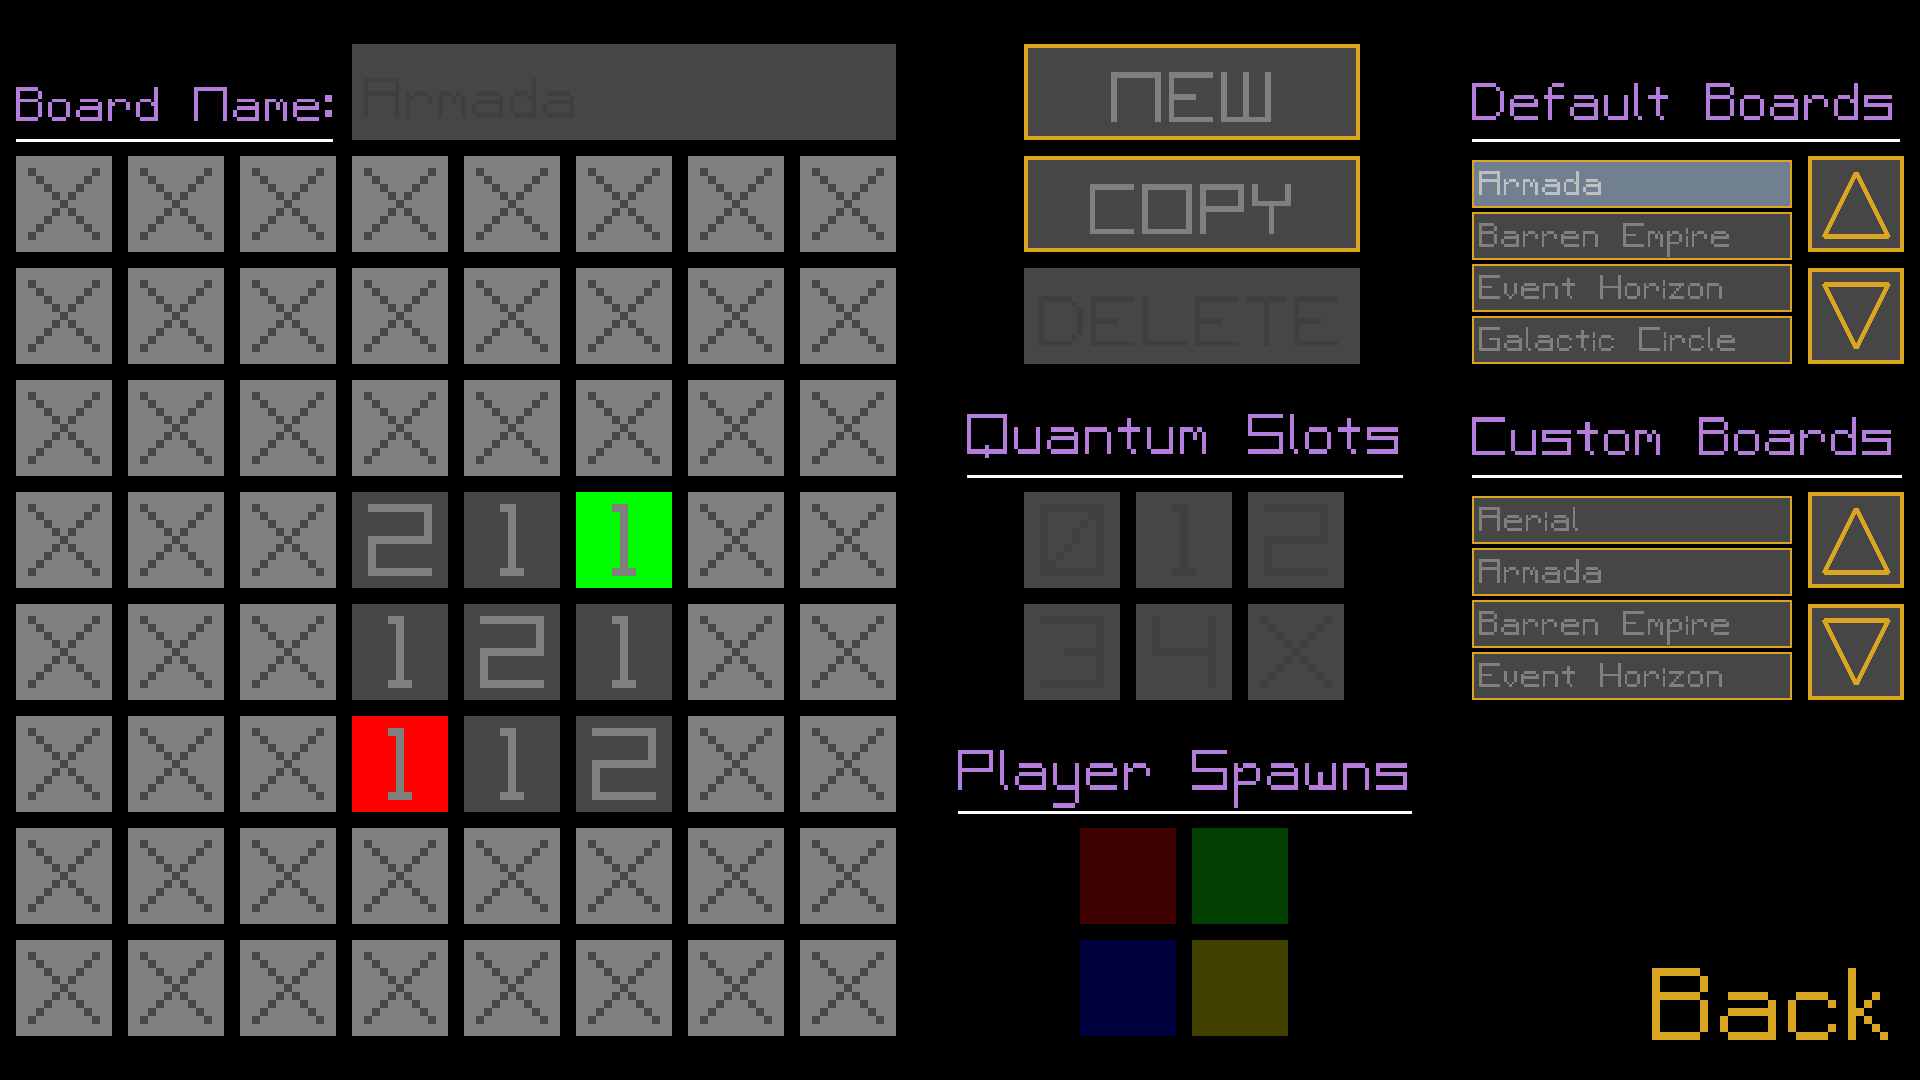 Board Name:
Armada
2 1 1
1 2 1
1 1 2
NEW
COPY
DELETE
Quantum Slots
0 1 2
3 4 X
Player Spawns
Default Boards
Armada
Barren Empire
Event Horizon
Galactic Circle
Custom Boards
Aerial
Armada
Barren Empire
Event Horizon
Back